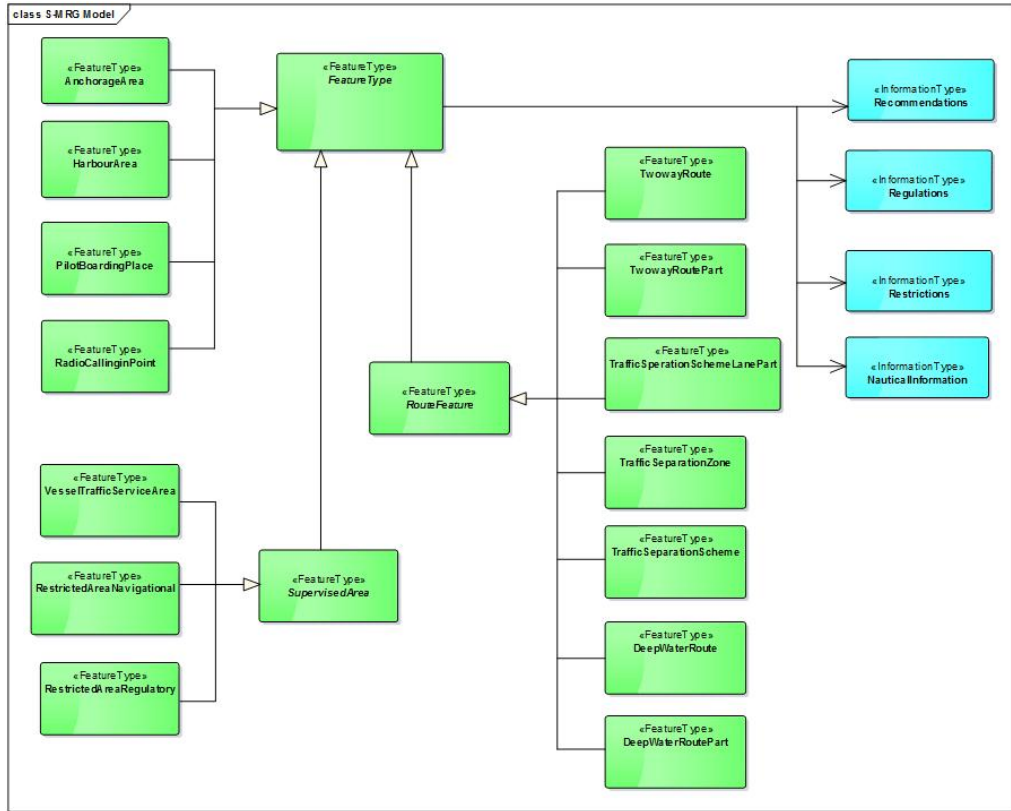 class S-MRG Model
«FeatureType»
AnchorageArea
«FeatureType»
HarbourArea
«FeatureType»
PilotBoardingPlace
«FeatureType»
RadioCallinginPoint
«FeatureType»
FeatureType
«FeatureType»
RouteFeature
«FeatureType»
VesselTrafficServiceArea
«FeatureType»
RestrictedAreaNavigational
«FeatureType»
RestrictedAreaRegulatory
«FeatureType»
SupervisedArea
«FeatureType»
TwowayRoute
«FeatureType»
TwowayRoutePart
«FeatureType»
TrafficSperationSchemeLanePart
«FeatureType»
TrafficSeparationZone
«FeatureType»
TrafficSeparationScheme
«FeatureType»
DeepWaterRoute
«FeatureType»
DeepWaterRoutePart
«InformationType»
Recommendations
«InformationType»
Regulations
«InformationType»
Restrictions
«InformationType»
NauticalInformation